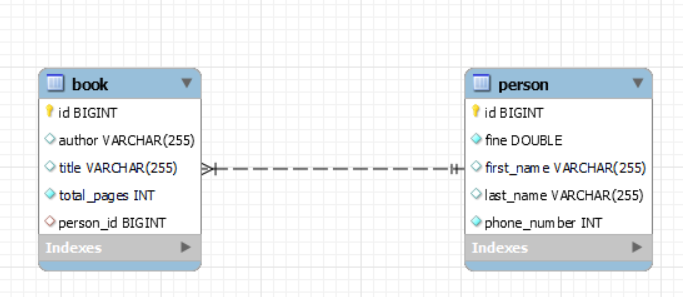 book
id BIGINT
author VARCHAR(255)
title VARCHAR(255)
total_pages INT
person_id BIGINT
Indexes
person
id BIGINT
fine DOUBLE
first_name VARCHAR(255)
last_name VARCHAR(255)
phone_number INT
Indexes